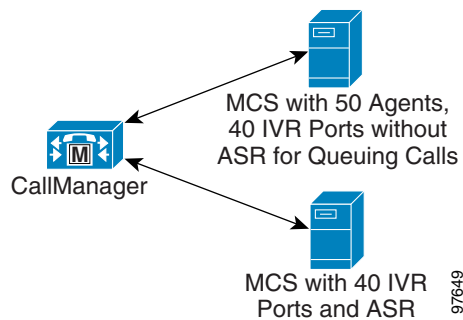 MCS with 50 Agents,
40 IVR Ports without
ASR for Queuing Calls
M
CallManager
MCS with 40 IVR
Ports and ASR
97649